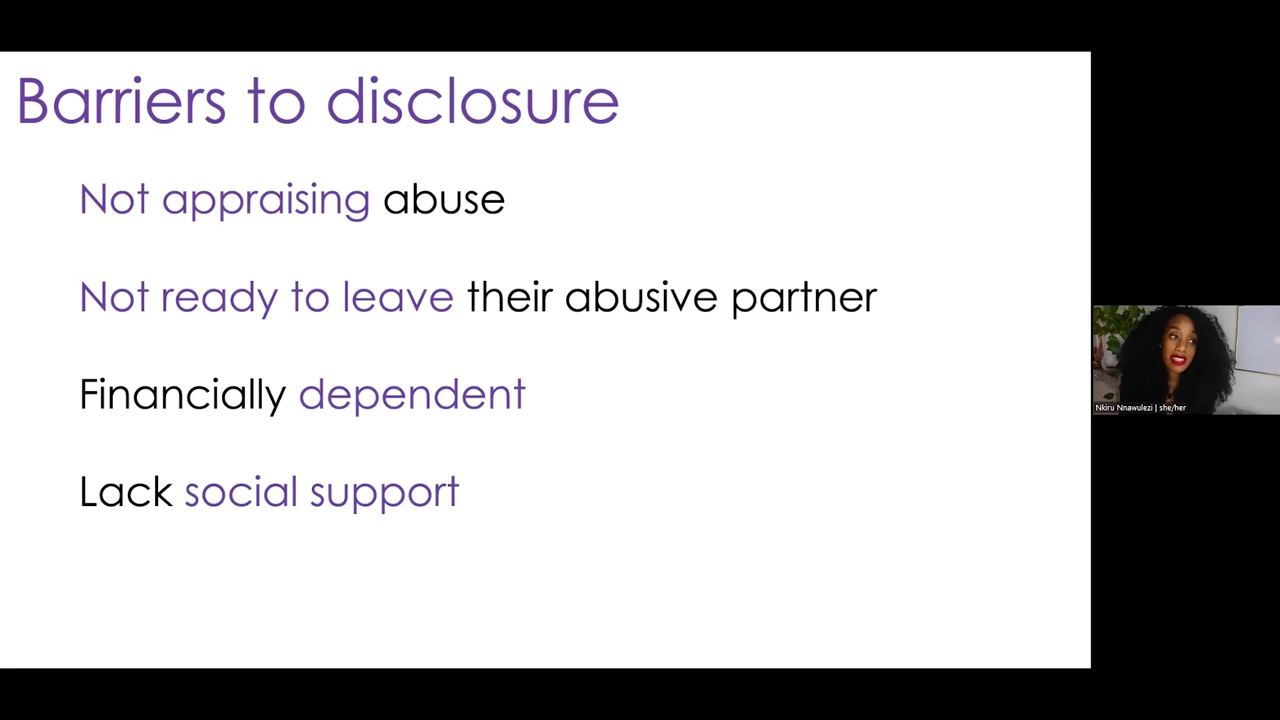 Barriers to disclosure
Not appraising abuse
Not ready to leave their abusive partner
Financially dependent
Lack social support
Nkiru Nnawulezi | she/her